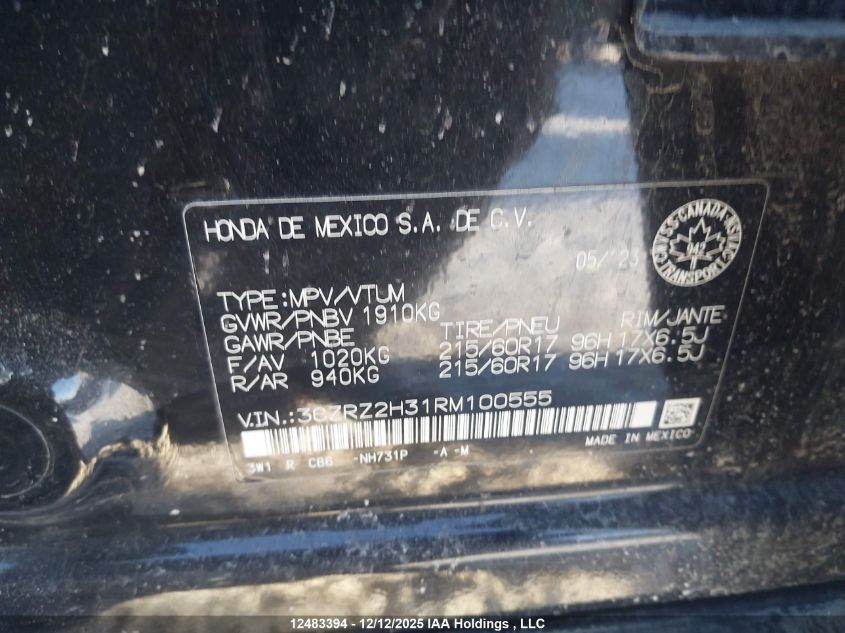 HONDA DE MEXICO S.A. DE C.V.
05/'23
TYPE:MPV/VTUM
GVWR/PNBV 1910KG
GAWR/PNBE TIRE/PNEU RIM/JANTE
F/AV 1020KG 215/60R17 96H 17X6.5J
R/AR 940KG 215/60R17 96H 17X6.5J
V.I.N.:3CZRZ2H31RM100555
MADE IN MEXICO
3W1 R CB6 -NH731P -A -M
CANADA
TRANSPORT
12483394 - 12/12/2025 IAA Holdings , LLC